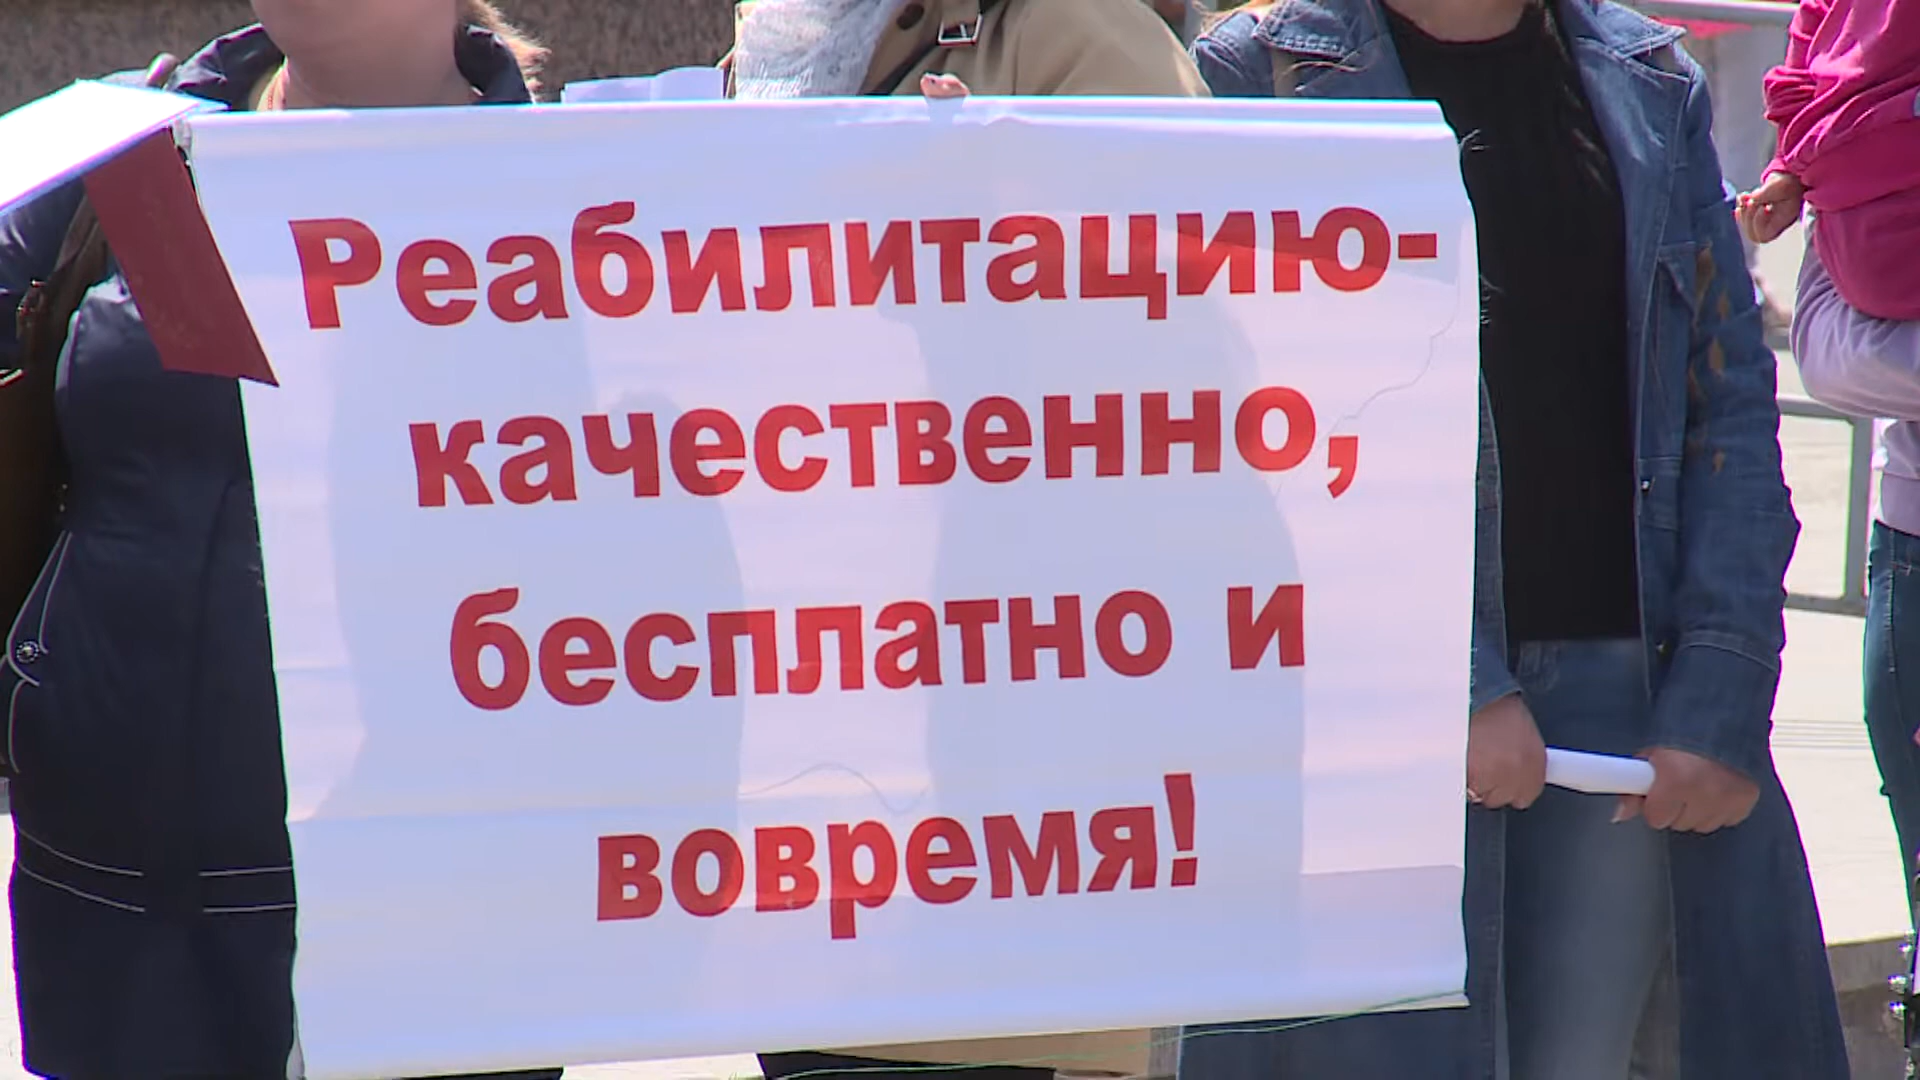 Реабилитацию-
качественно,
бесплатно и
вовремя!